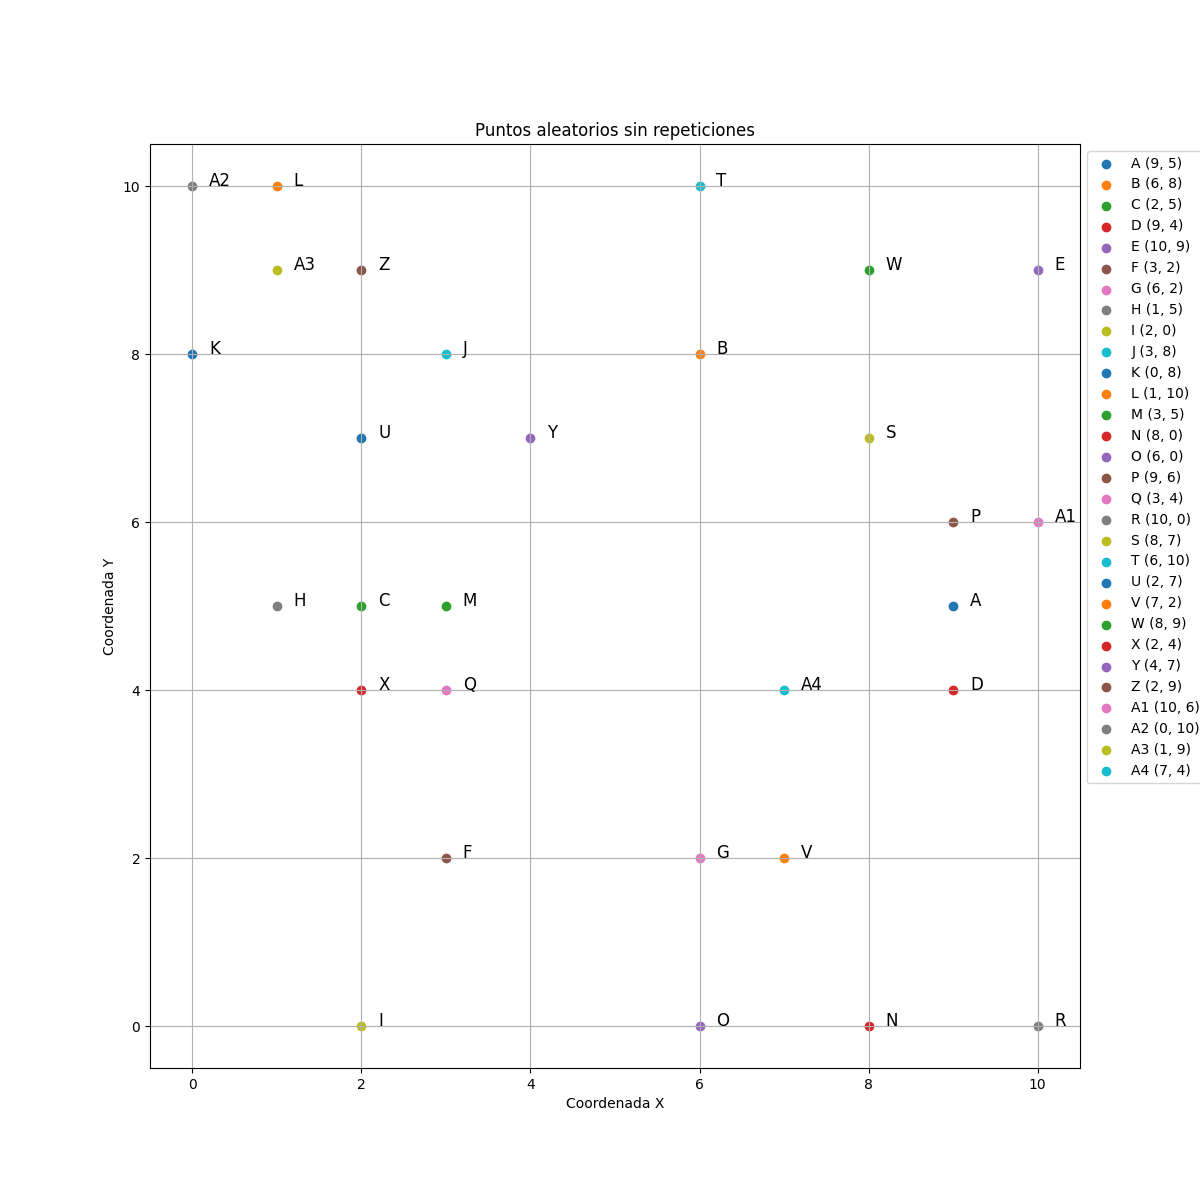 Puntos aleatorios sin repeticiones
A2 L T
A3 Z W E
K J B
U Y S
P A1
H C M A
X Q A4 D
F G V
I O N R
10
8
6
4
2
0
0 2 4 6 8 10
Coordenada Y
Coordenada X
A (9, 5)
B (6, 8)
C (2, 5)
D (9, 4)
E (10, 9)
F (3, 2)
G (6, 2)
H (1, 5)
I (2, 0)
J (3, 8)
K (0, 8)
L (1, 10)
M (3, 5)
N (8, 0)
O (6, 0)
P (9, 6)
Q (3, 4)
R (10, 0)
S (8, 7)
T (6, 10)
U (2, 7)
V (7, 2)
W (8, 9)
X (2, 4)
Y (4, 7)
Z (2, 9)
A1 (10, 6)
A2 (0, 10)
A3 (1, 9)
A4 (7, 4)